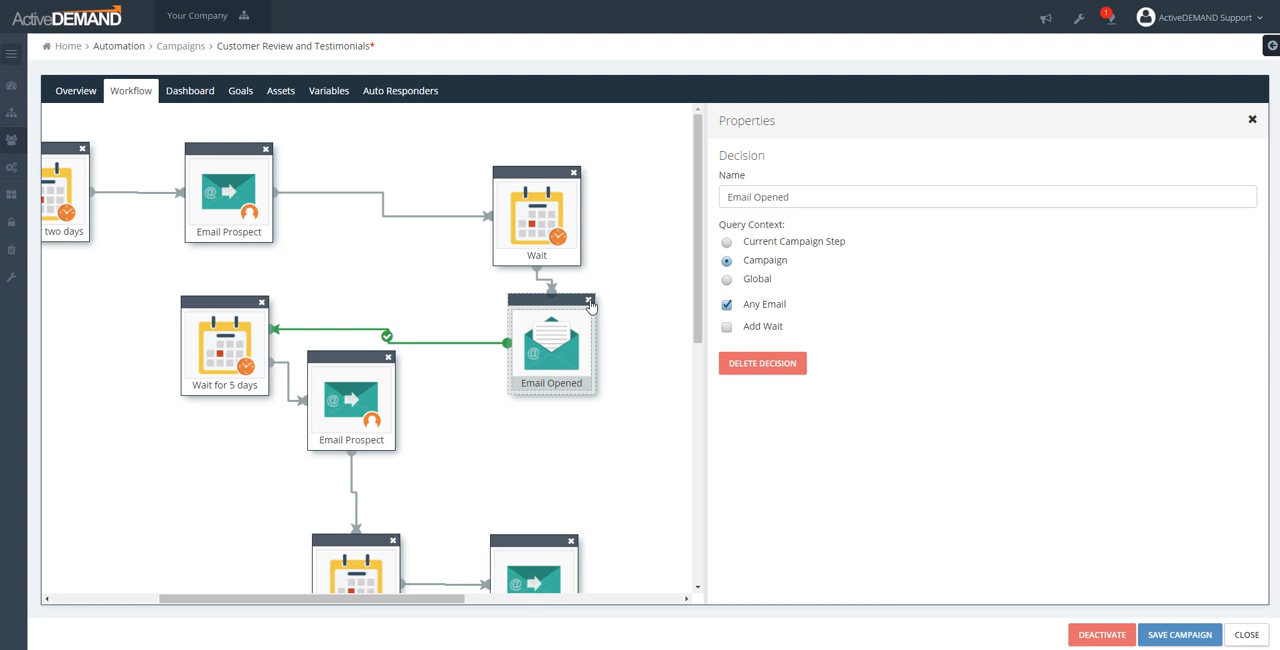 ActiveDEMAND
Your Company
1
ActiveDEMAND Support
Home > Automation > Campaigns > Customer Review and Testimonials*
Overview Workflow Dashboard Goals Assets Variables Auto Responders
two days
Email Prospect
Wait
Wait for 5 days
Email Prospect
Email Opened
Properties
Decision
Name
Email Opened
Query Context:
Current Campaign Step
Campaign
Global
Any Email
Add Wait
DELETE DECISION
DEACTIVATE SAVE CAMPAIGN CLOSE